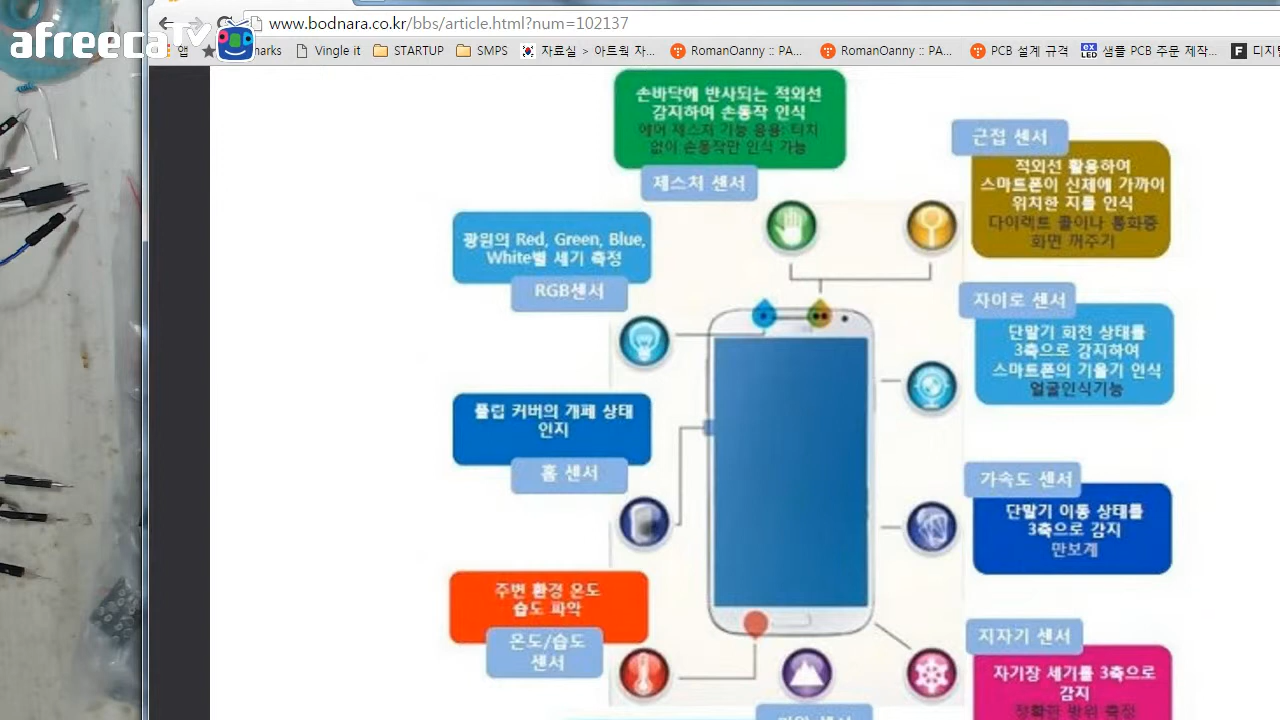 www.bodnara.co.kr/bbs/article.html?num=102137
afreecaTV
앱
Vingle it
STARTUP
SMPS
자료실 > 아트웍 자...
RomanOanny :: PA...
RomanOanny :: PA...
PCB 설계 규격
샘플 PCB 주문 제작...
손바닥에 반사되는 적외선
감지하여 손동작 인식
에어 제스처 기능 응용: 터치
없이 손동작만 인식 가능
제스처 센서
근접 센서
적외선 활용하여
스마트폰이 신체에 가까이
위치한 지를 인식
다이렉트 콜이나 통화중
화면 꺼주기
광원의 Red, Green, Blue,
White별 세기 측정
RGB센서
자이로 센서
단말기 회전 상태를
3축으로 감지하여
스마트폰의 기울기 인식
얼굴인식기능
플립 커버의 개폐 상태
인지
홀 센서
가속도 센서
단말기 이동 상태를
3축으로 감지
만보계
주변 환경 온도
습도 파악
온도/습도
센서
지자기 센서
자기장 세기를 3축으로
감지
정확한 방위 측정